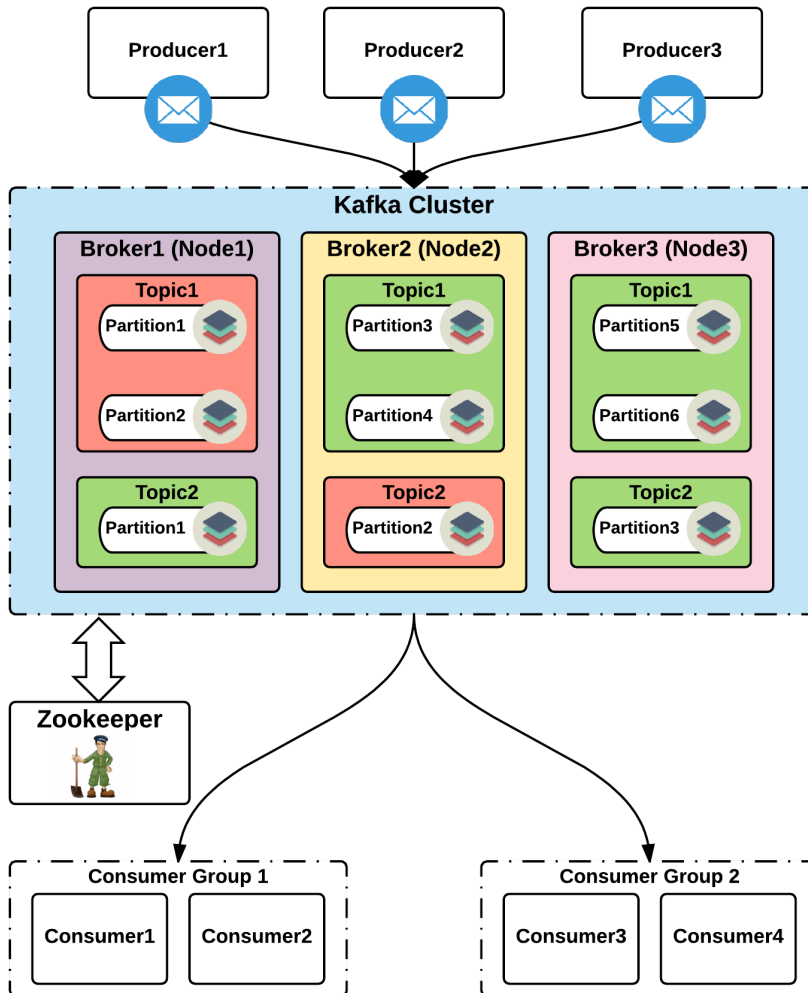 Producer1
Producer2
Producer3
Kafka Cluster
Broker1 (Node1)
Topic1
Partition1
Partition2
Topic2
Partition1
Broker2 (Node2)
Topic1
Partition3
Partition4
Topic2
Partition2
Broker3 (Node3)
Topic1
Partition5
Partition6
Topic2
Partition3
Zookeeper
Consumer Group 1
Consumer1
Consumer2
Consumer Group 2
Consumer3
Consumer4